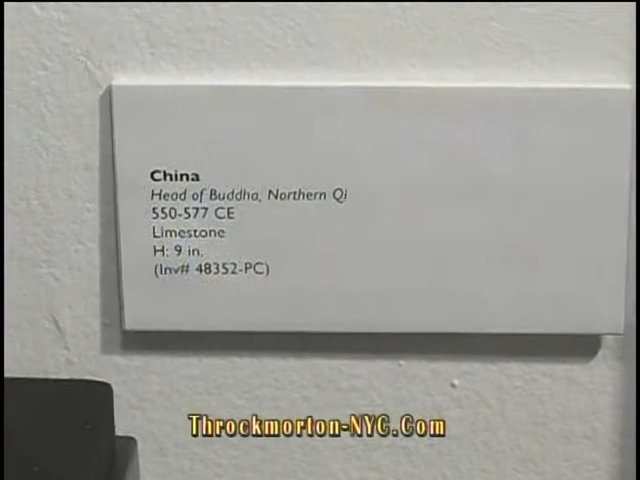 China
Head of Buddha, Northern Qi
550-577 CE
Limestone
H: 9 in.
(Inv# 48352-PC)
Throckmorton-NYC.Com